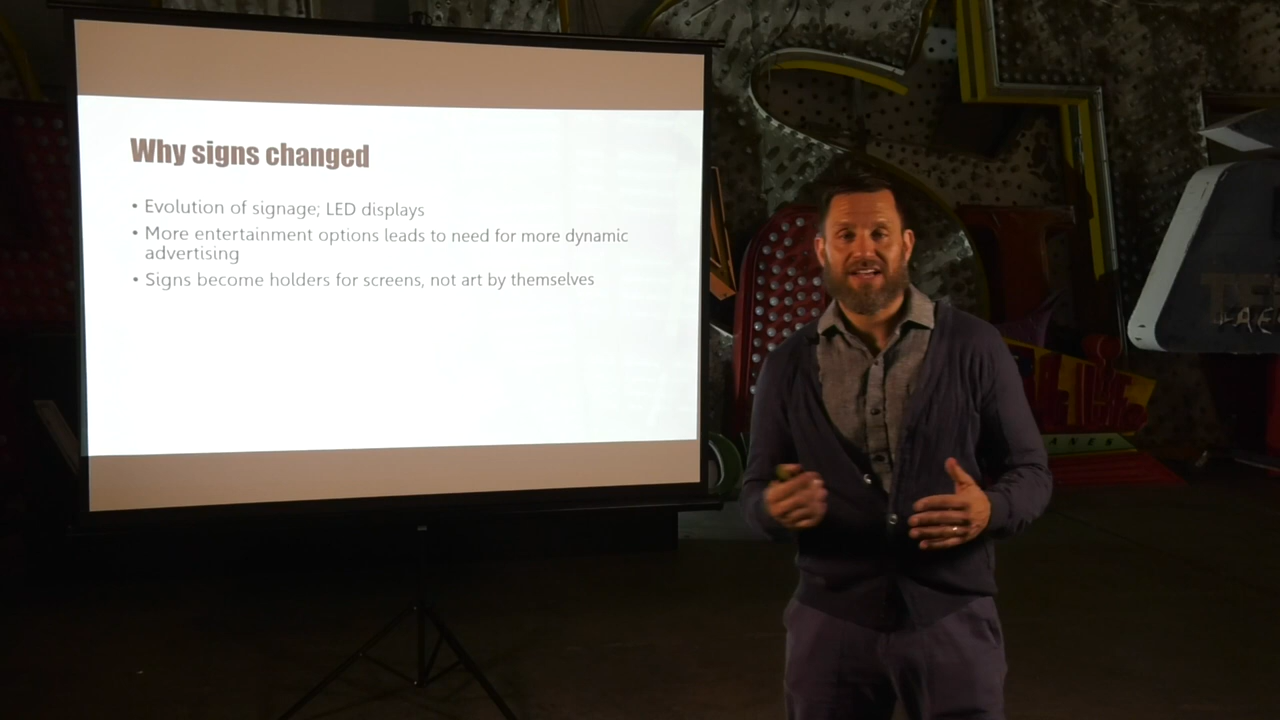 Why signs changed
• Evolution of signage; LED displays
• More entertainment options leads to need for more dynamic
advertising
• Signs become holders for screens, not art by themselves